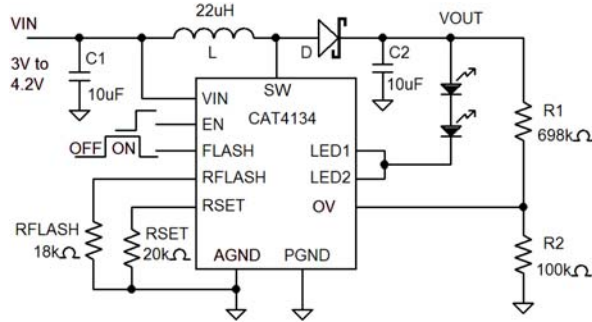 22uH
VIN
VOUT
L
D
C1
C2
3V to
4.2V
10uF
10uF
SW
VIN
CAT4134
R1
EN
698kΩ
OFF
ON
FLASH
LED1
RFLASH
LED2
RSET
OV
RFLASH
RSET
18kΩ
20kΩ
AGND
PGND
R2
100kΩ